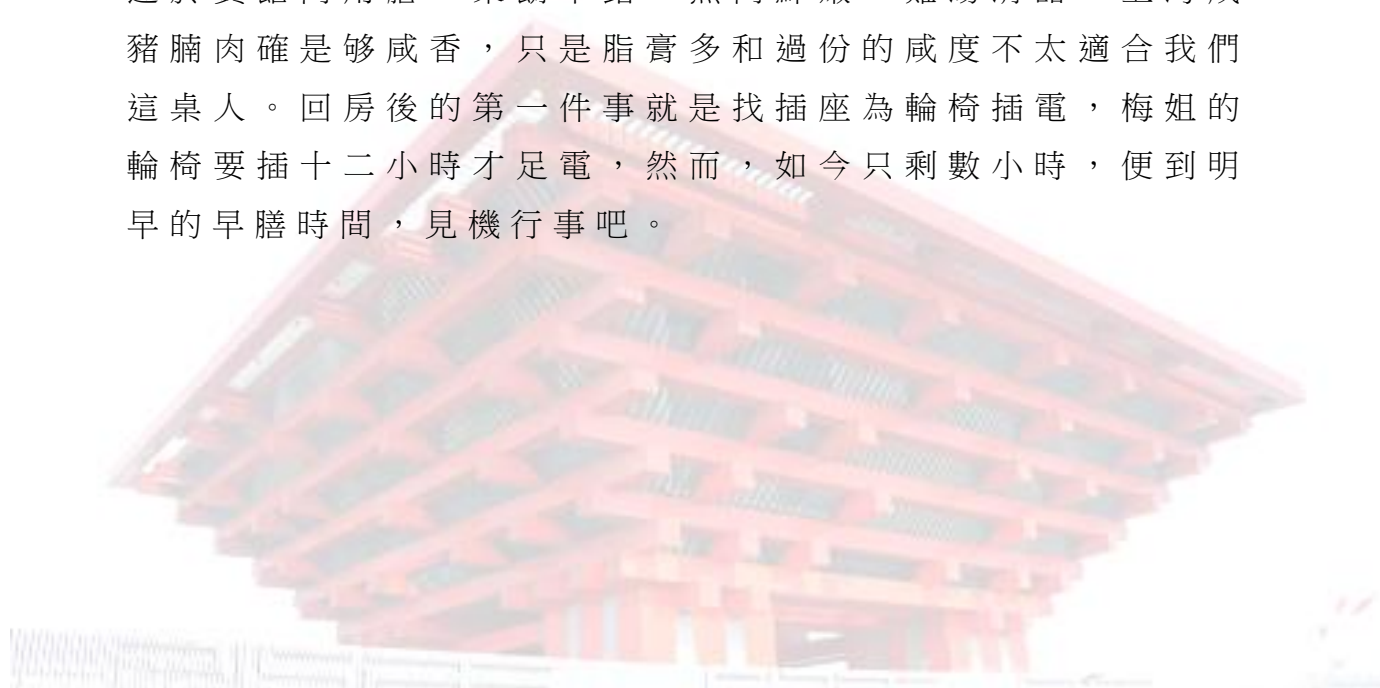 豬腩肉確是够咸香，只是脂膏多和過份的咸度不太適合我們
這桌人。回房後的第一件事就是找插座為輪椅插電，梅姐的
輪椅要插十二小時才足電，然而，如今只剩數小時，便到明
早的早膳時間，見機行事吧。